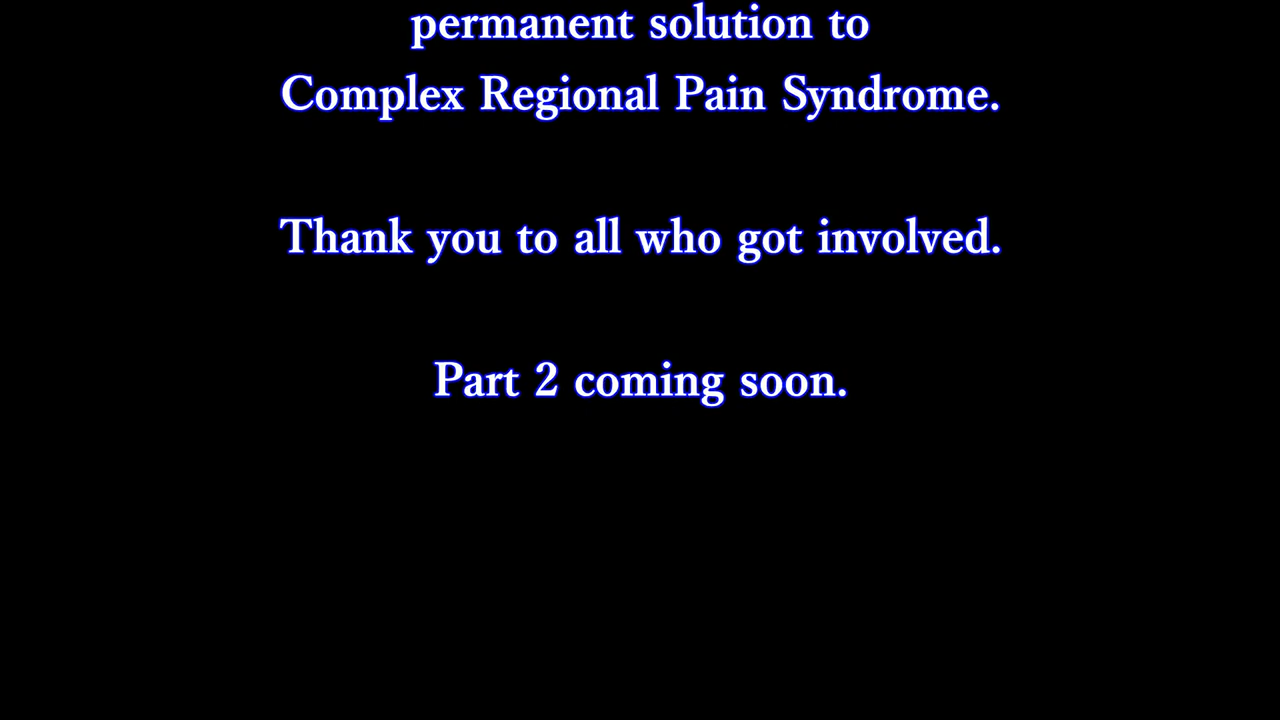 permanent solution to
Complex Regional Pain Syndrome.
Thank you to all who got involved.
Part 2 coming soon.